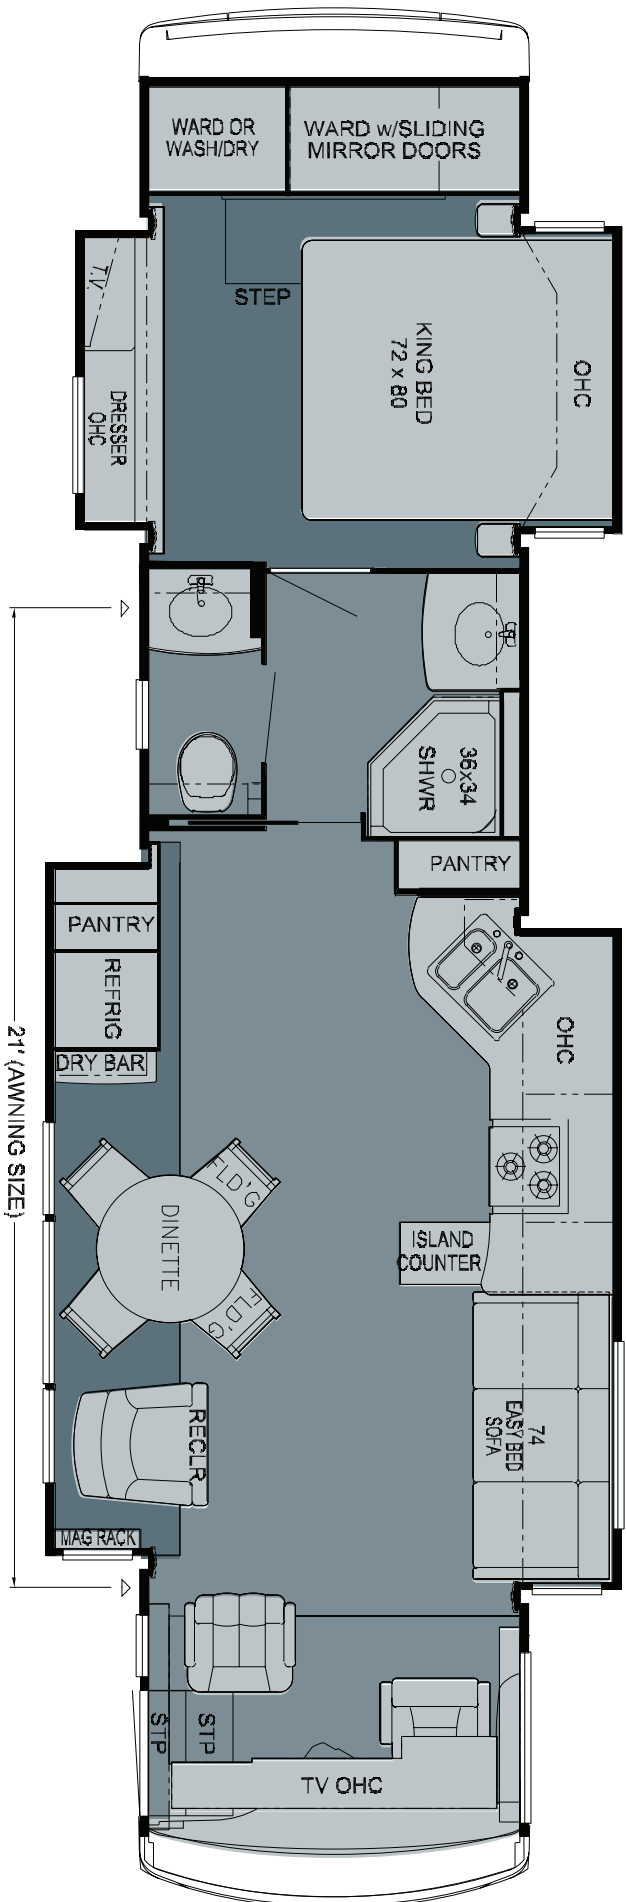 WARD OR
WASH/DRY
WARD w/SLIDING
MIRROR DOORS
STEP
T.V.
KING BED
72 x 80
OHC
DRESSER
OHC
36x34
SHWR
PANTRY
PANTRY
REFRIG
DRY BAR
OHC
21' (AWNING SIZE)
FLD'G
DINETTE
FLD'G
ISLAND
COUNTER
74
EASY BED
SOFA
RECLR
MAG RACK
STP
STP
TV OHC